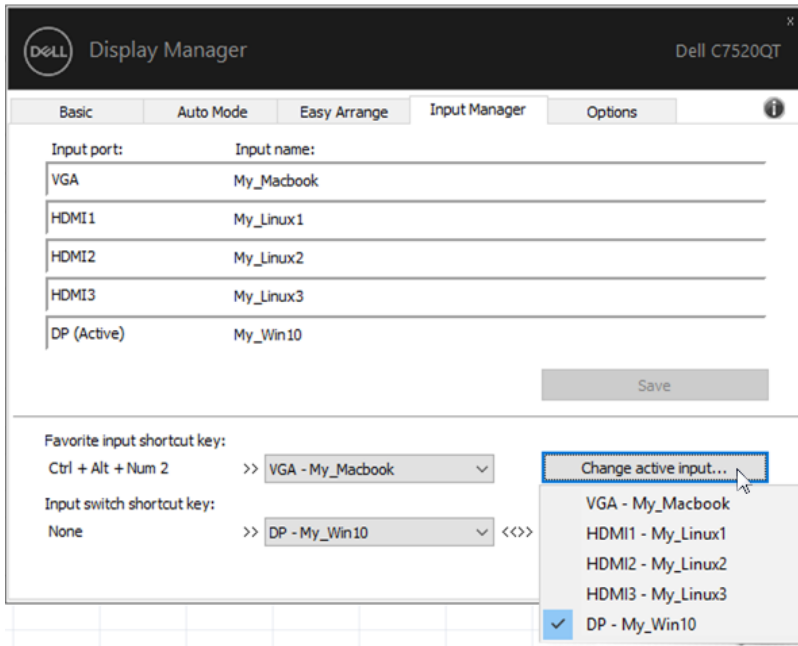 x
DELL Display Manager Dell C7520QT
Basic Auto Mode Easy Arrange Input Manager Options i
Input port: Input name:
VGA My_Macbook
HDMI1 My_Linux1
HDMI2 My_Linux2
HDMI3 My_Linux3
DP (Active) My_Win10
Save
Favorite input shortcut key:
Ctrl + Alt + Num 2 >> VGA - My_Macbook Change active input...
Input switch shortcut key:
None >> DP - My_Win10 <<>>
VGA - My_Macbook
HDMI1 - My_Linux1
HDMI2 - My_Linux2
HDMI3 - My_Linux3
DP - My_Win10